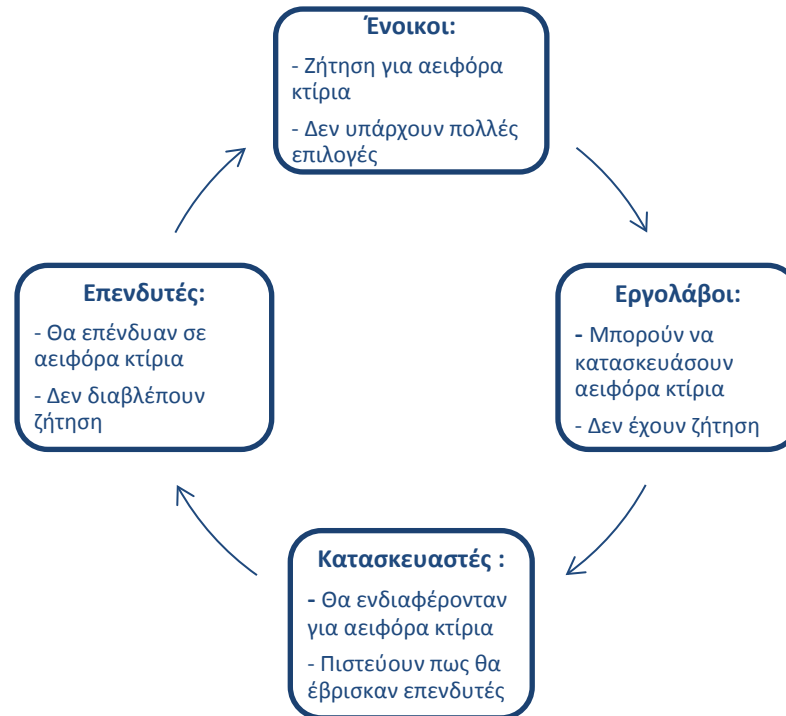 Ένοικοι:
- Ζήτηση για αειφόρα
κτίρια
- Δεν υπάρχουν πολλές
επιλογές
Επενδυτές:
- Θα επένδυαν σε
αειφόρα κτίρια
- Δεν διαβλέπουν
ζήτηση
Εργολάβοι:
- Μπορούν να
κατασκευάσουν
αειφόρα κτίρια
- Δεν έχουν ζήτηση
Κατασκευαστές :
- Θα ενδιαφέρονταν
για αειφόρα κτίρια
- Πιστεύουν πως θα
έβρισκαν επενδυτές